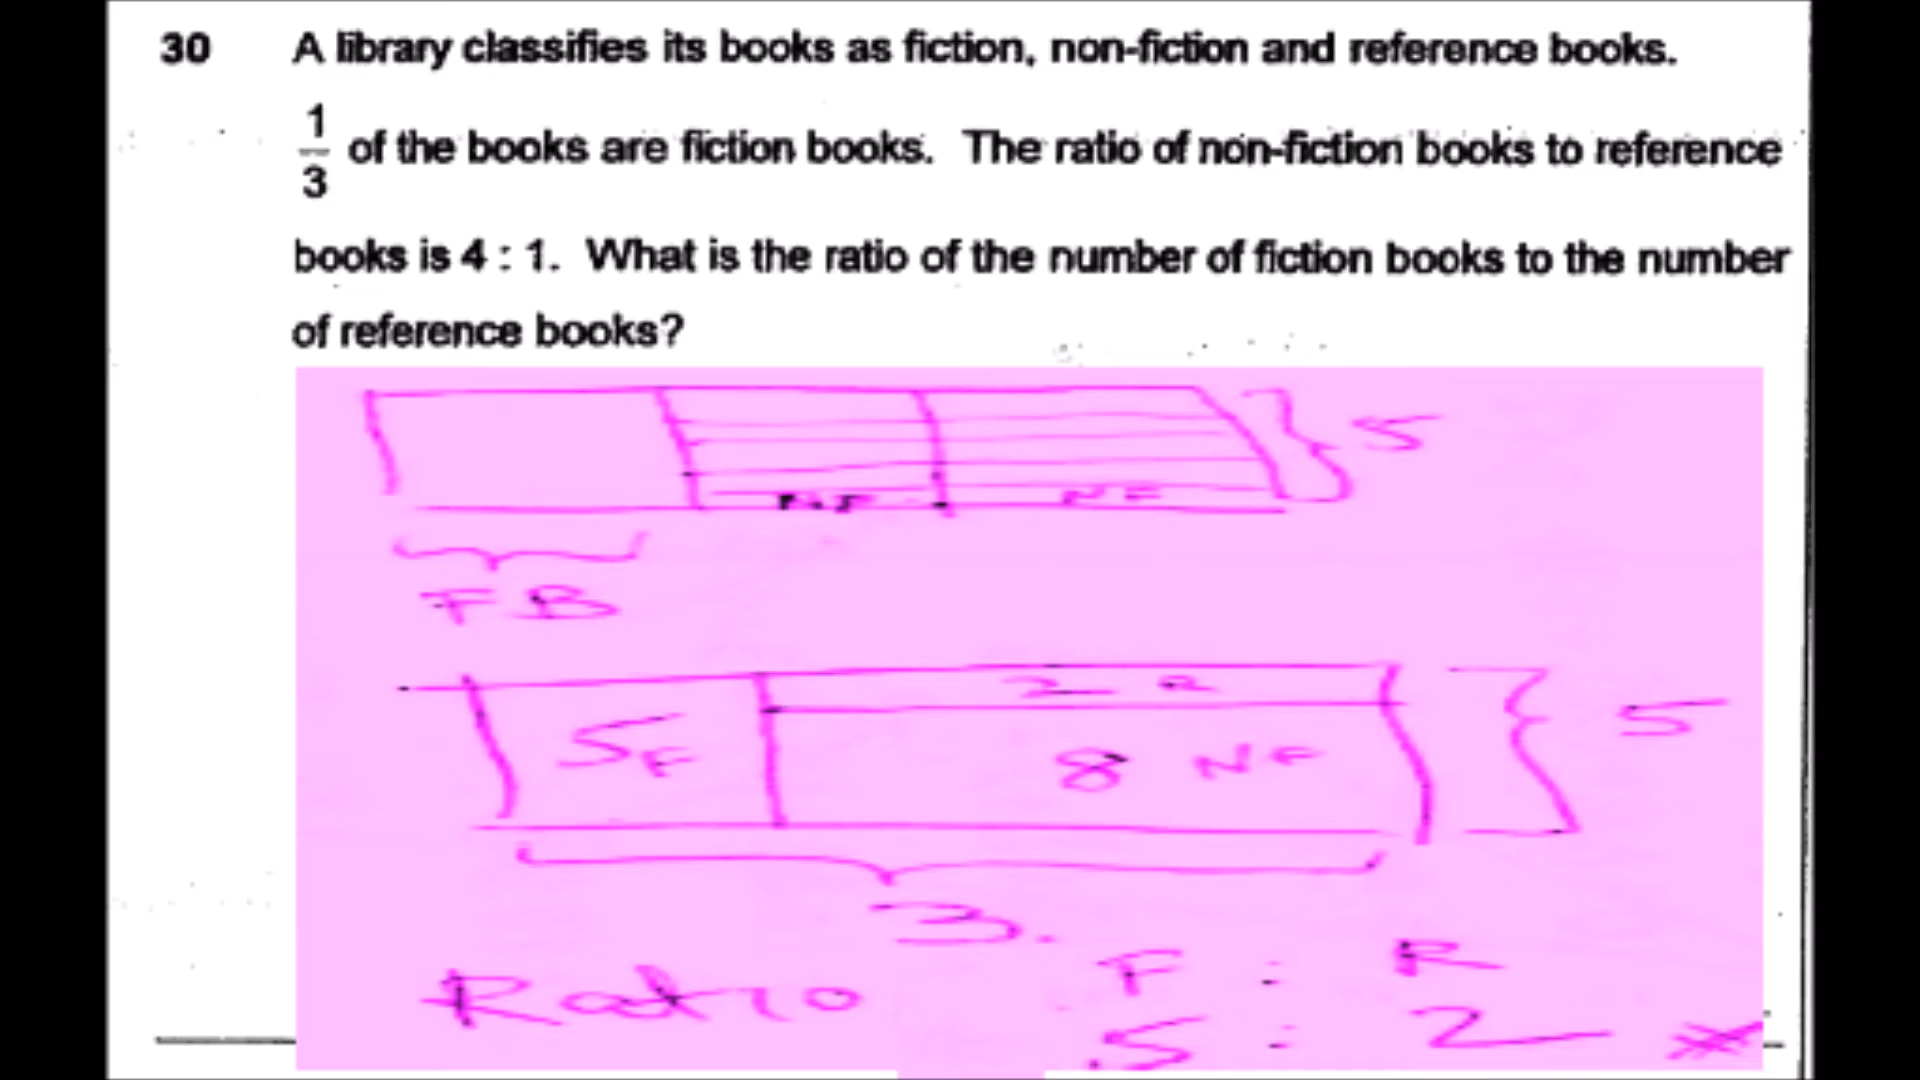 30 A library classifies its books as fiction, non-fiction and reference books.
1/3 of the books are fiction books. The ratio of non-fiction books to reference
books is 4 : 1. What is the ratio of the number of fiction books to the number
of reference books?
5
NF NF
FB
2 R
5F 8 NF 5
3.
Ratio F : R
5 : 2